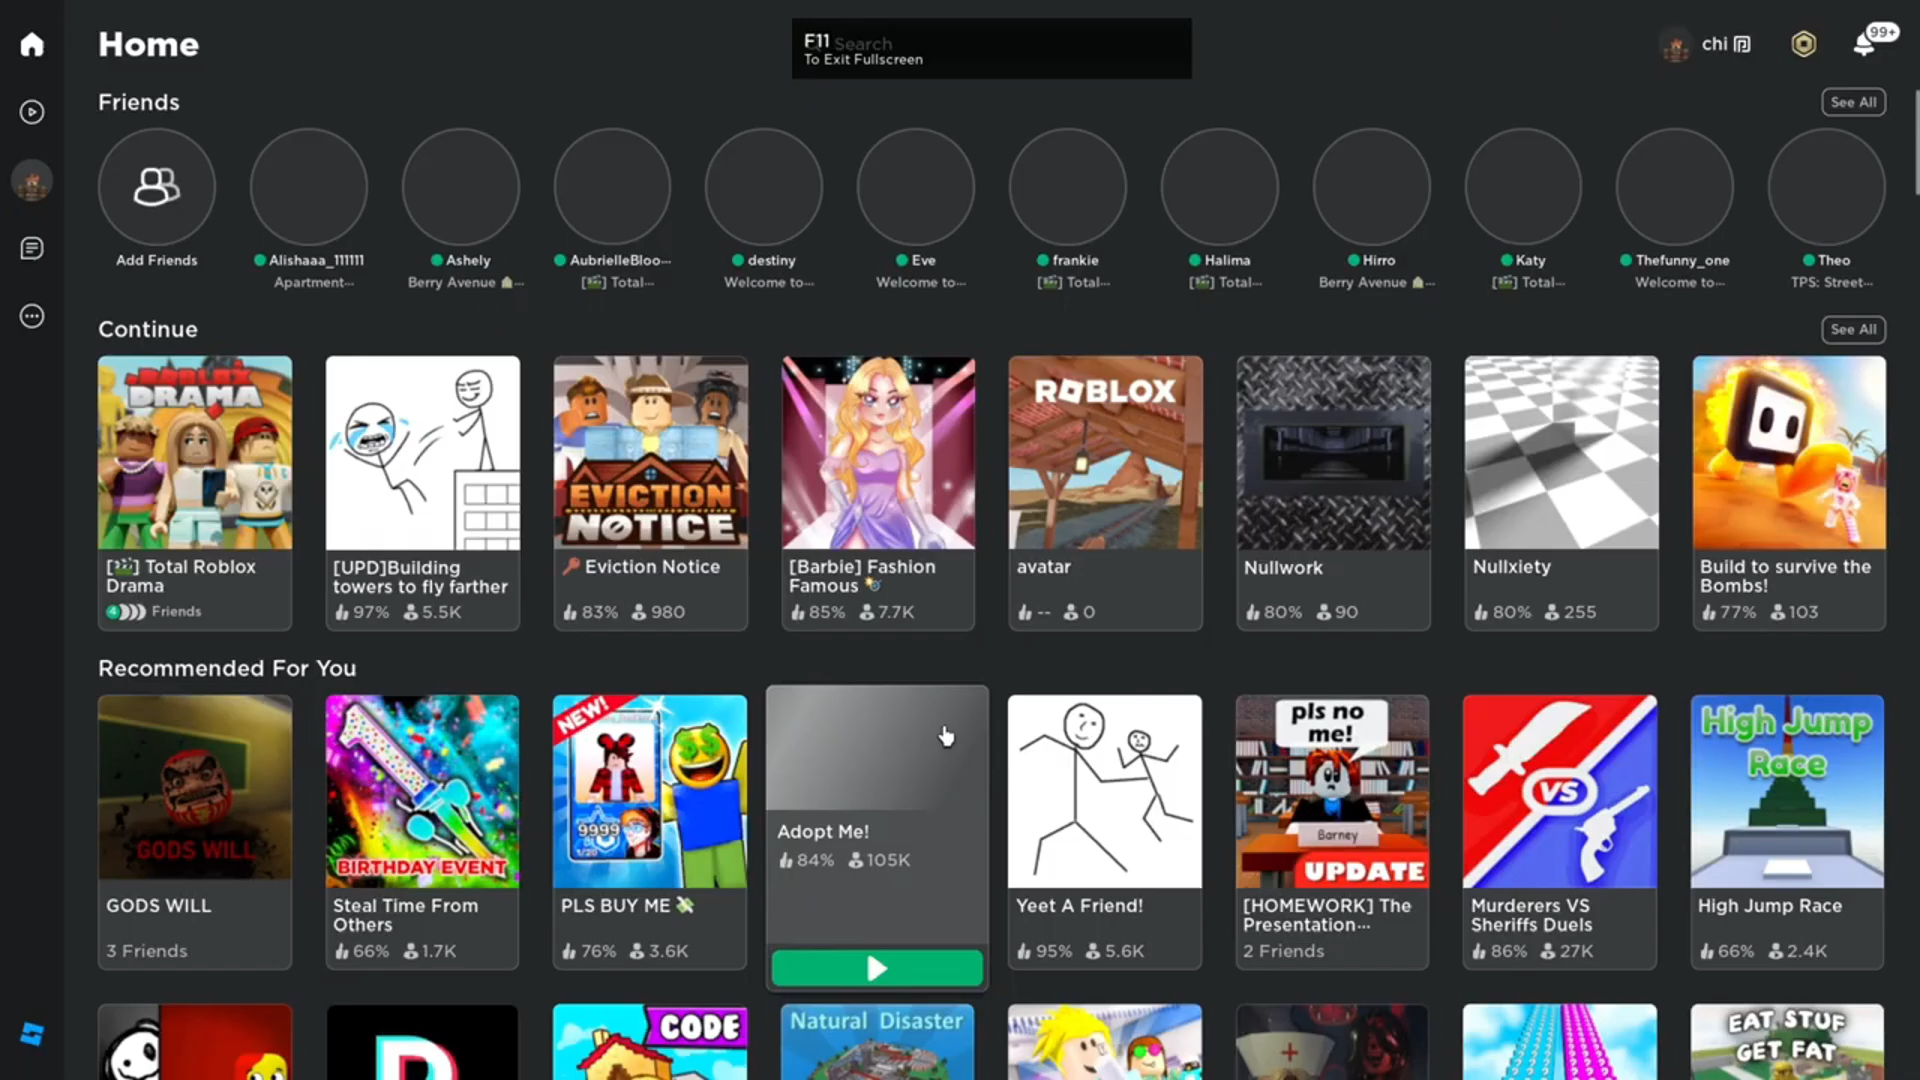 Home
F11 Search
To Exit Fullscreen
chi
99+
Friends
See All
Add Friends
Alishaaa_111111
Apartment...
Ashely
Berry Avenue ...
AubrielleBloo...
Total...
destiny
Welcome to...
Eve
Welcome to...
frankie
Total...
Halima
Total...
Hirro
Berry Avenue ...
Katy
Total...
Thefunny_one
Welcome to...
Theo
TPS: Street...
Continue
See All
ROBLOX
DRAMA
[🎬] Total Roblox
Drama
4 Friends
[UPD]Building
towers to fly farther
97% 5.5K
EVICTION
NOTICE
Eviction Notice
83% 980
[Barbie] Fashion
Famous
85% 7.7K
ROBLOX
avatar
-- 0
Nullwork
80% 90
Nullxiety
80% 255
Build to survive the
Bombs!
77% 103
Recommended For You
GODS WILL
GODS WILL
3 Friends
1
BIRTHDAY EVENT
Steal Time From
Others
66% 1.7K
NEW!
9999
1/20
PLS BUY ME 💸
76% 3.6K
Adopt Me!
84% 105K
Yeet A Friend!
95% 5.6K
pls no
me!
Barney
UPDATE
[HOMEWORK] The
Presentation...
2 Friends
VS
Murderers VS
Sheriffs Duels
86% 27K
High Jump
Race
High Jump Race
66% 2.4K
CODE
Natural Disaster
EAT STUF
GET FAT